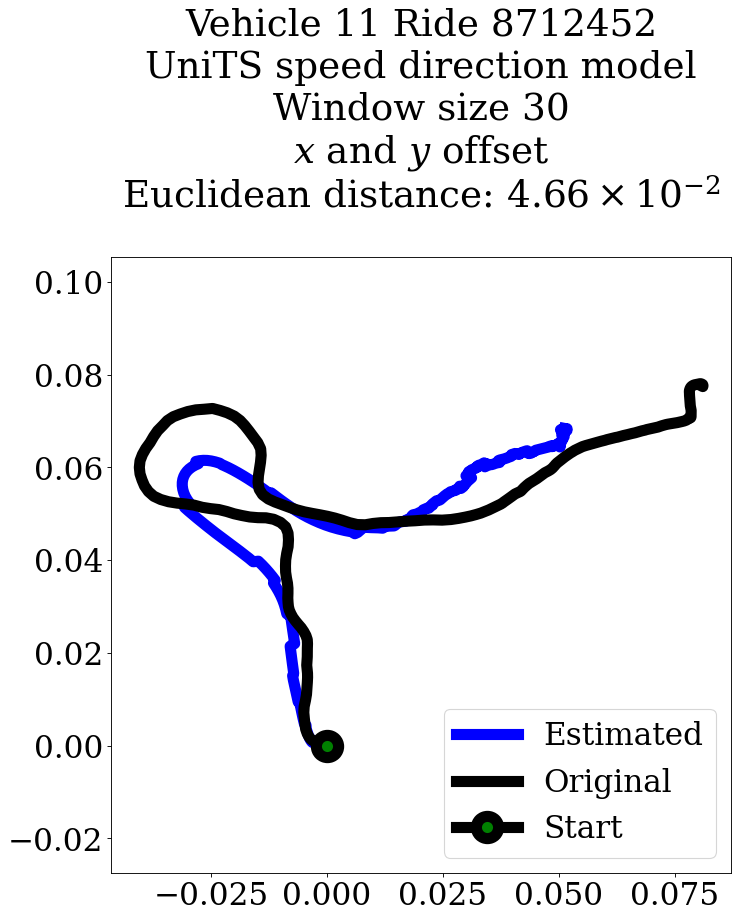 Vehicle 11 Ride 8712452
UniTS speed direction model
Window size 30
x and y offset
Euclidean distance: 4.66 × 10⁻²
0.10
0.08
0.06
0.04
0.02
0.00
−0.02
Estimated
Original
Start
−0.025 0.000 0.025 0.050 0.075